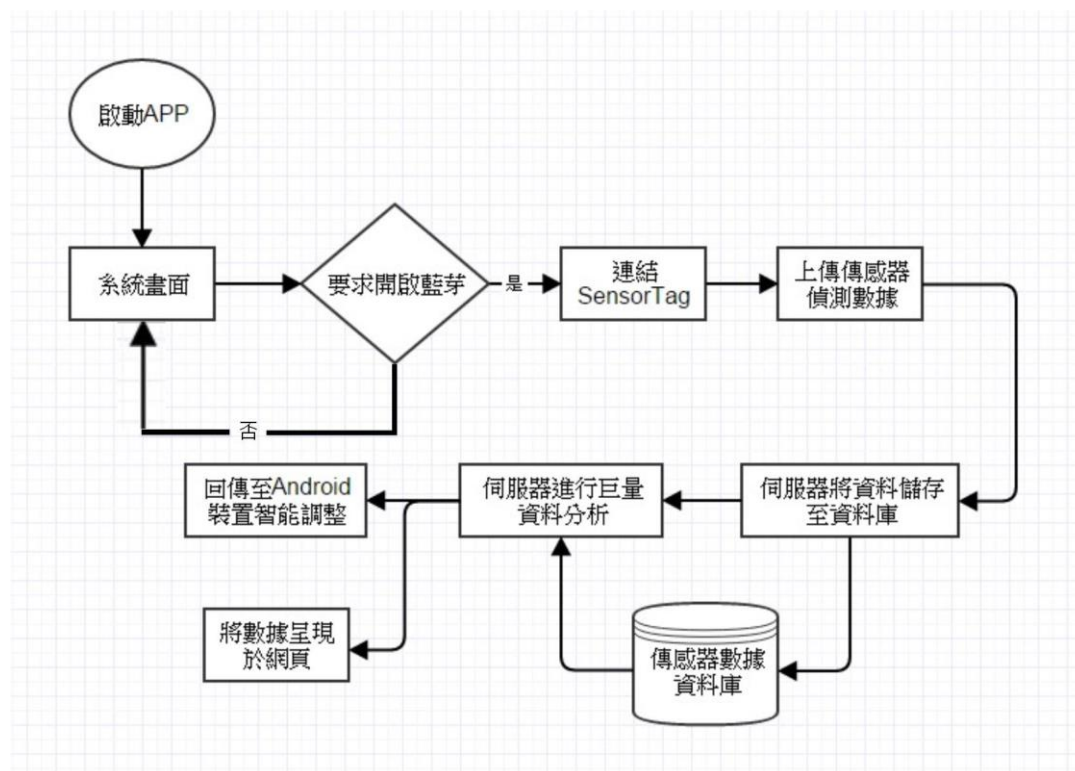 啟動APP
系統畫面
要求開啟藍芽
是
連結
SensorTag
上傳傳感器
偵測數據
否
回傳至Android
裝置智能調整
伺服器進行巨量
資料分析
伺服器將資料儲存
至資料庫
將數據呈現
於網頁
傳感器數據
資料庫